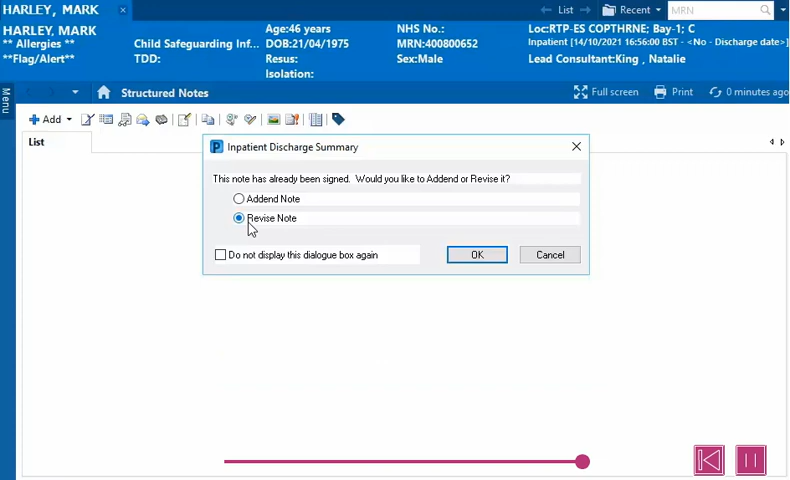 HARLEY, MARK
List
Recent
MRN
HARLEY, MARK
** Allergies **
**Flag/Alert**
Child Safeguarding Inf...
TDD:
Age:46 years
DOB:21/04/1975
Resus:
Isolation:
NHS No.:
MRN:400800652
Sex:Male
Loc:RTP-ES COPTHRNE; Bay-1; C
Inpatient [14/10/2021 16:56:00 BST - <No - Discharge date>]
Lead Consultant:King , Natalie
Menu
Structured Notes
Full screen
Print
0 minutes ago
Add
List
Inpatient Discharge Summary
This note has already been signed. Would you like to Addend or Revise it?
Addend Note
Revise Note
Do not display this dialogue box again
OK
Cancel